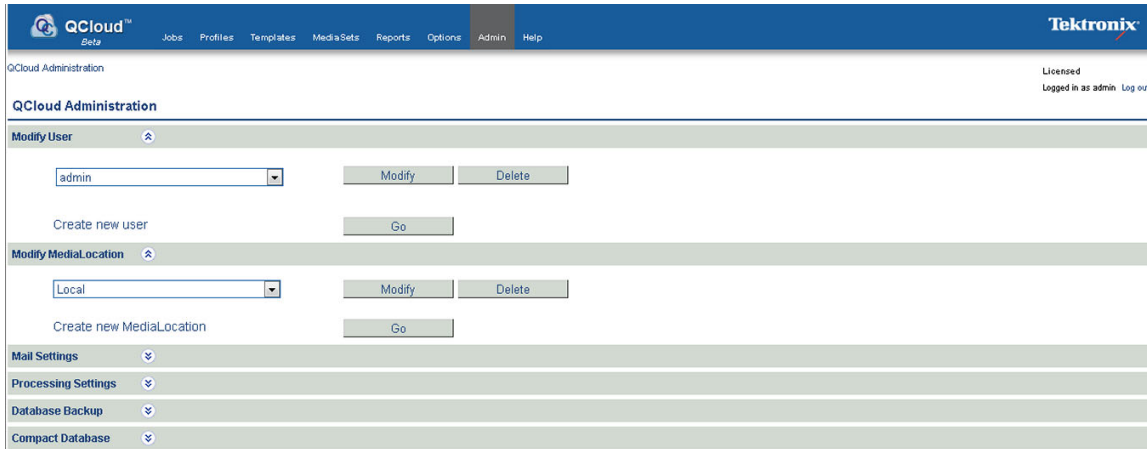 QCloud™
Beta
Jobs Profiles Templates MediaSets Reports Options Admin Help
Tektronix
QCloud Administration
Licensed
Logged in as admin Log ou
QCloud Administration
Modify User
admin Modify Delete
Create new user Go
Modify MediaLocation
Local Modify Delete
Create new MediaLocation Go
Mail Settings
Processing Settings
Database Backup
Compact Database